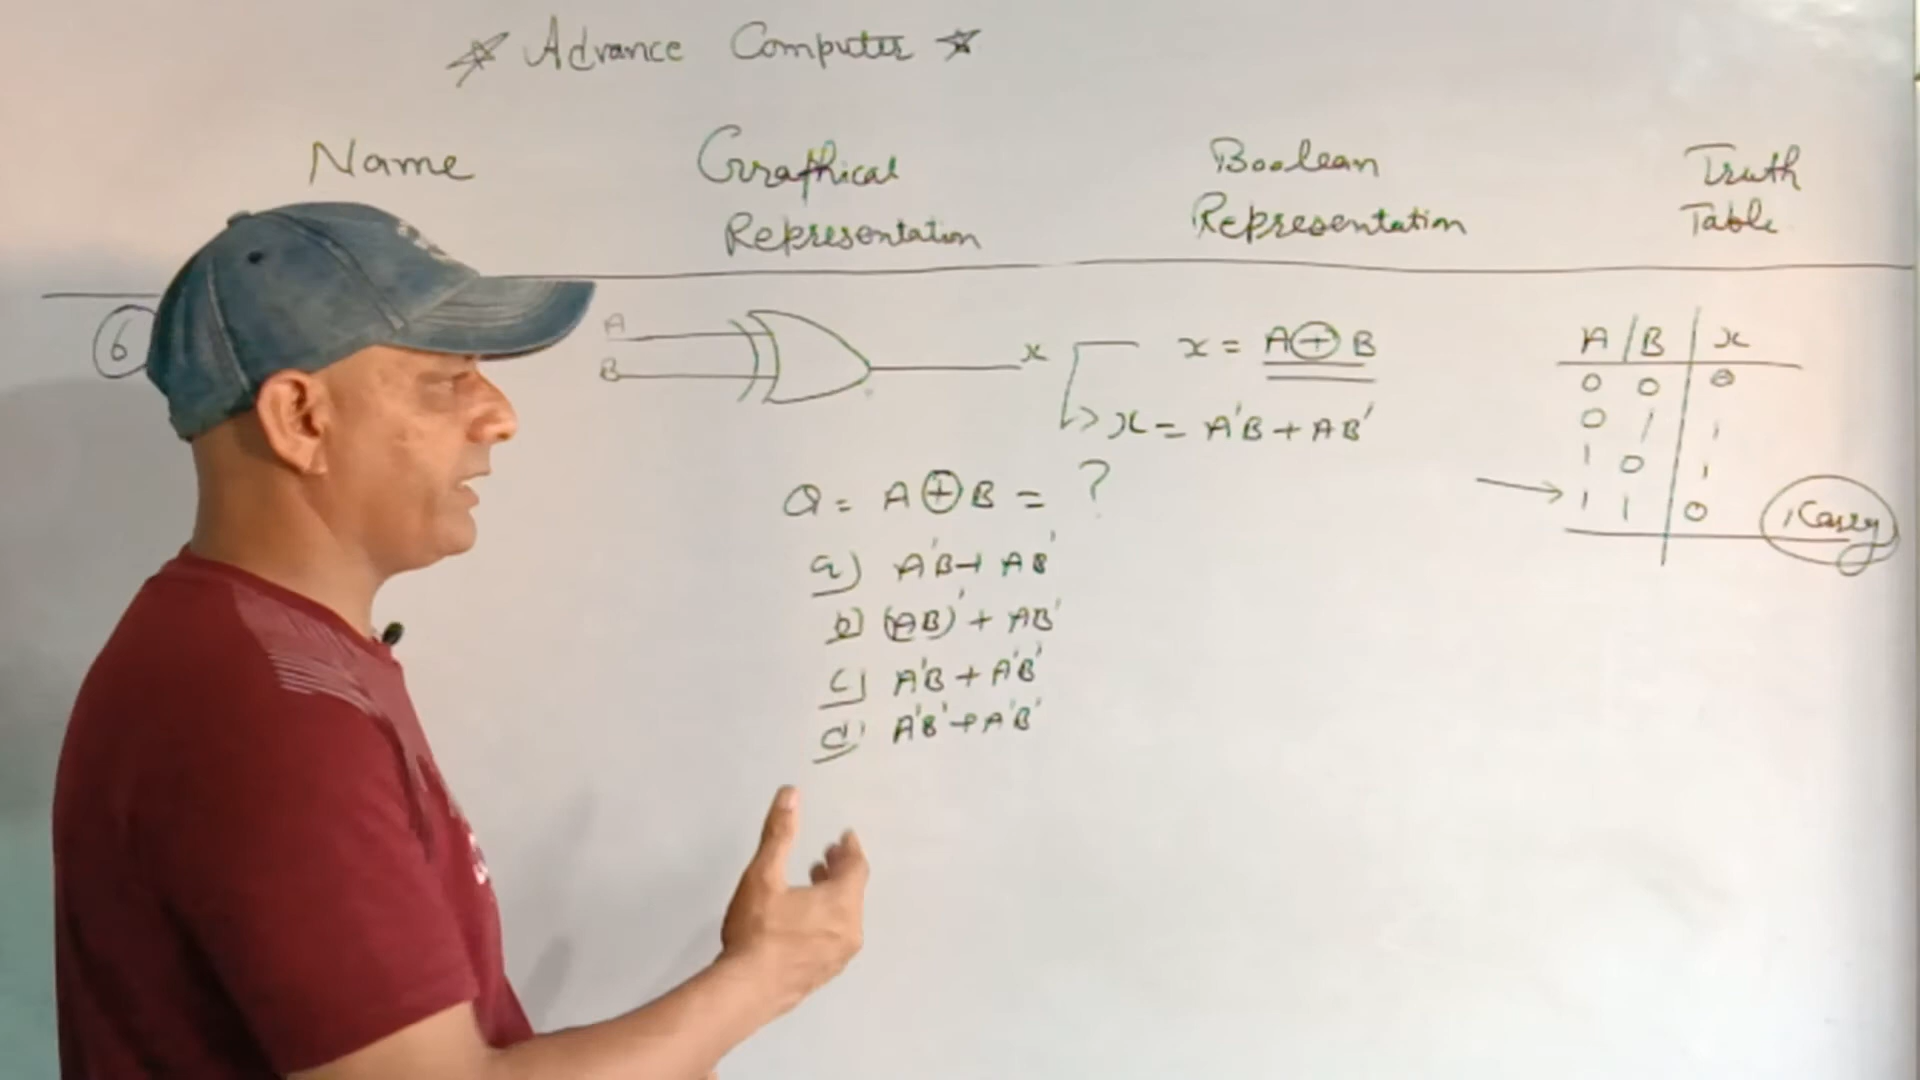 ☆ Advance Computer ☆
Name Graphical Representation Boolean Representation Truth Table
6
A
B
x
x = A⊕B
x = A'B + AB'
A B x
0 0 0
0 1 1
1 0 1
1 1 0
1 Carry
Q = A⊕B = ?
a) A'B + AB'
b) (AB)' + AB'
c) A'B + A'B'
d) A'B' + A'B'